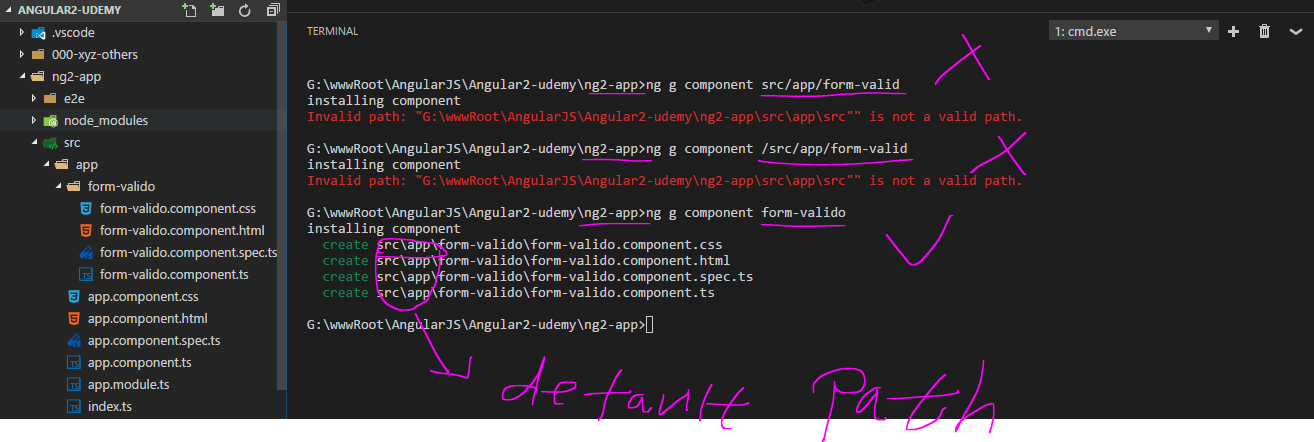 ANGULAR2-UDEMY
.vscode
000-xyz-others
ng2-app
e2e
node_modules
src
app
form-valido
form-valido.component.css
form-valido.component.html
form-valido.component.spec.ts
form-valido.component.ts
app.component.css
app.component.html
app.component.spec.ts
app.component.ts
app.module.ts
index.ts
TERMINAL
1: cmd.exe
G:\wwwRoot\AngularJS\Angular2-udemy\ng2-app>ng g component src/app/form-valid
installing component
Invalid path: "G:\wwwRoot\AngularJS\Angular2-udemy\ng2-app\src\app\src"" is not a valid path.
G:\wwwRoot\AngularJS\Angular2-udemy\ng2-app>ng g component /src/app/form-valid
installing component
Invalid path: "G:\wwwRoot\AngularJS\Angular2-udemy\ng2-app\src\app\src"" is not a valid path.
G:\wwwRoot\AngularJS\Angular2-udemy\ng2-app>ng g component form-valido
installing component
create src\app\form-valido\form-valido.component.css
create src\app\form-valido\form-valido.component.html
create src\app\form-valido\form-valido.component.spec.ts
create src\app\form-valido\form-valido.component.ts
G:\wwwRoot\AngularJS\Angular2-udemy\ng2-app>
default Path